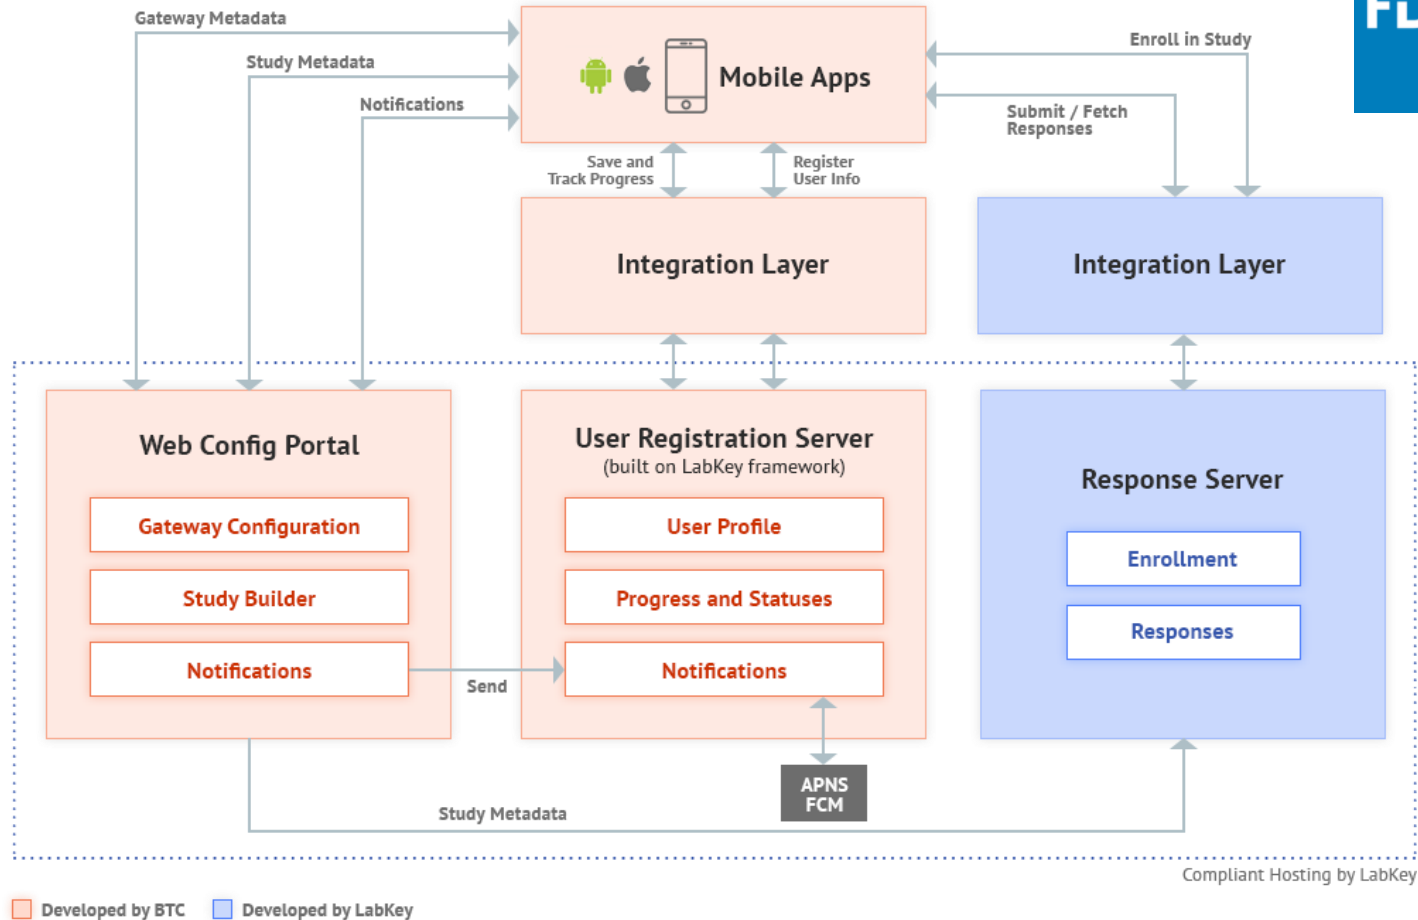 Gateway Metadata
Study Metadata
Notifications
Mobile Apps
Enroll in Study
Submit / Fetch
Responses
Save and
Track Progress
Register
User Info
Integration Layer
Integration Layer
Web Config Portal
Gateway Configuration
Study Builder
Notifications
Send
User Registration Server
(built on LabKey framework)
User Profile
Progress and Statuses
Notifications
APNS
FCM
Response Server
Enrollment
Responses
Study Metadata
Compliant Hosting by LabKey
Developed by BTC
Developed by LabKey